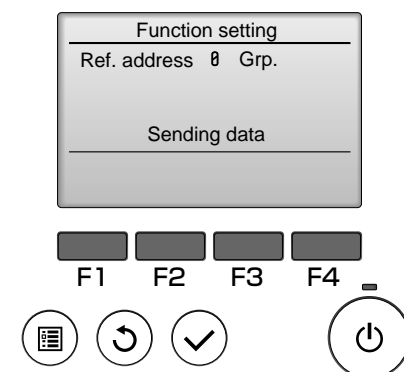 Function setting
Ref. address 0 Grp.
Sending data
F1 F2 F3 F4